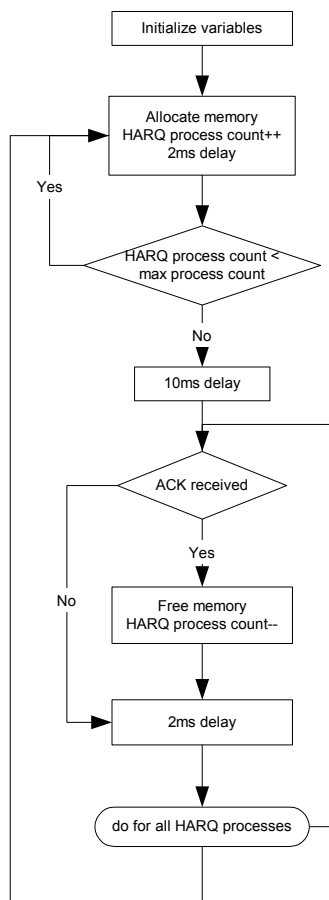 Initialize variables
Allocate memory
HARQ process count++
2ms delay
Yes
HARQ process count <
max process count
No
10ms delay
ACK received
Yes
No
Free memory
HARQ process count--
2ms delay
do for all HARQ processes